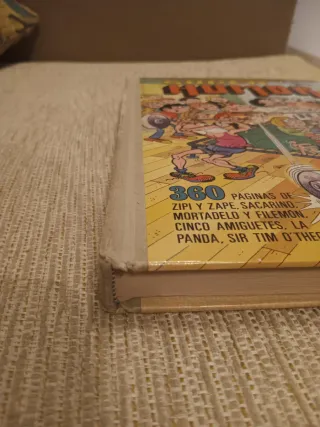 360 PAGINAS DE
ZIPI Y ZAPE, SACARINO,
MORTADELO Y FILEMON,
CINCO AMIGUETES, LA
PANDA, SIR TIM O'THEO